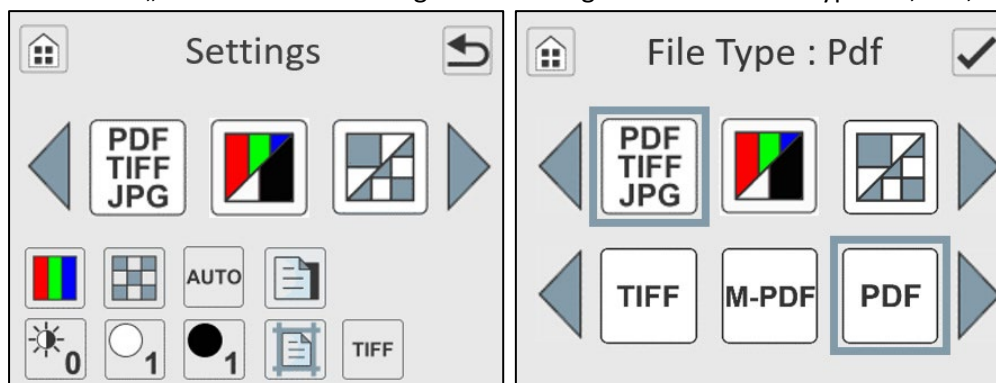 Settings
PDF
TIFF
JPG
AUTO
0
1
1
TIFF
File Type : Pdf
PDF
TIFF
JPG
TIFF
M-PDF
PDF